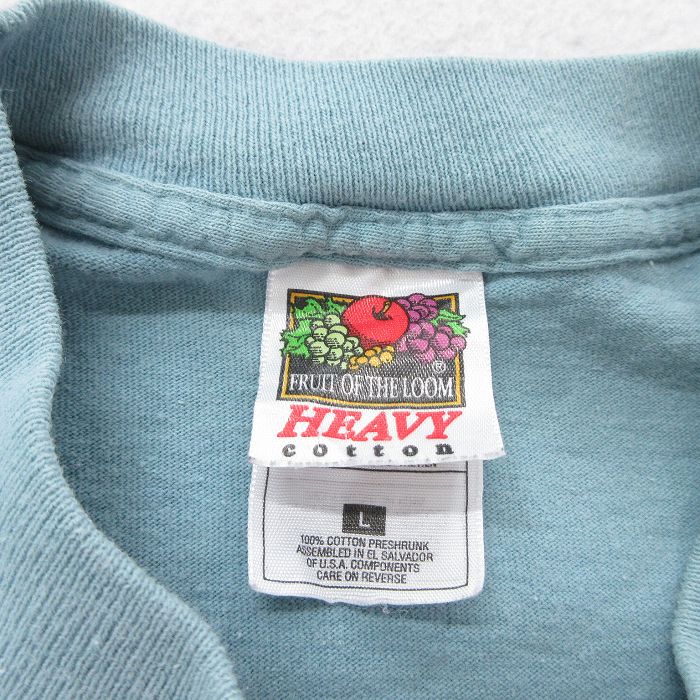 ®
FRUIT OF THE LOOM
HEAVY
cotton
L
100% COTTON PRESHRUNK
ASSEMBLED IN EL SALVADOR
OF U.S.A. COMPONENTS
CARE ON REVERSE